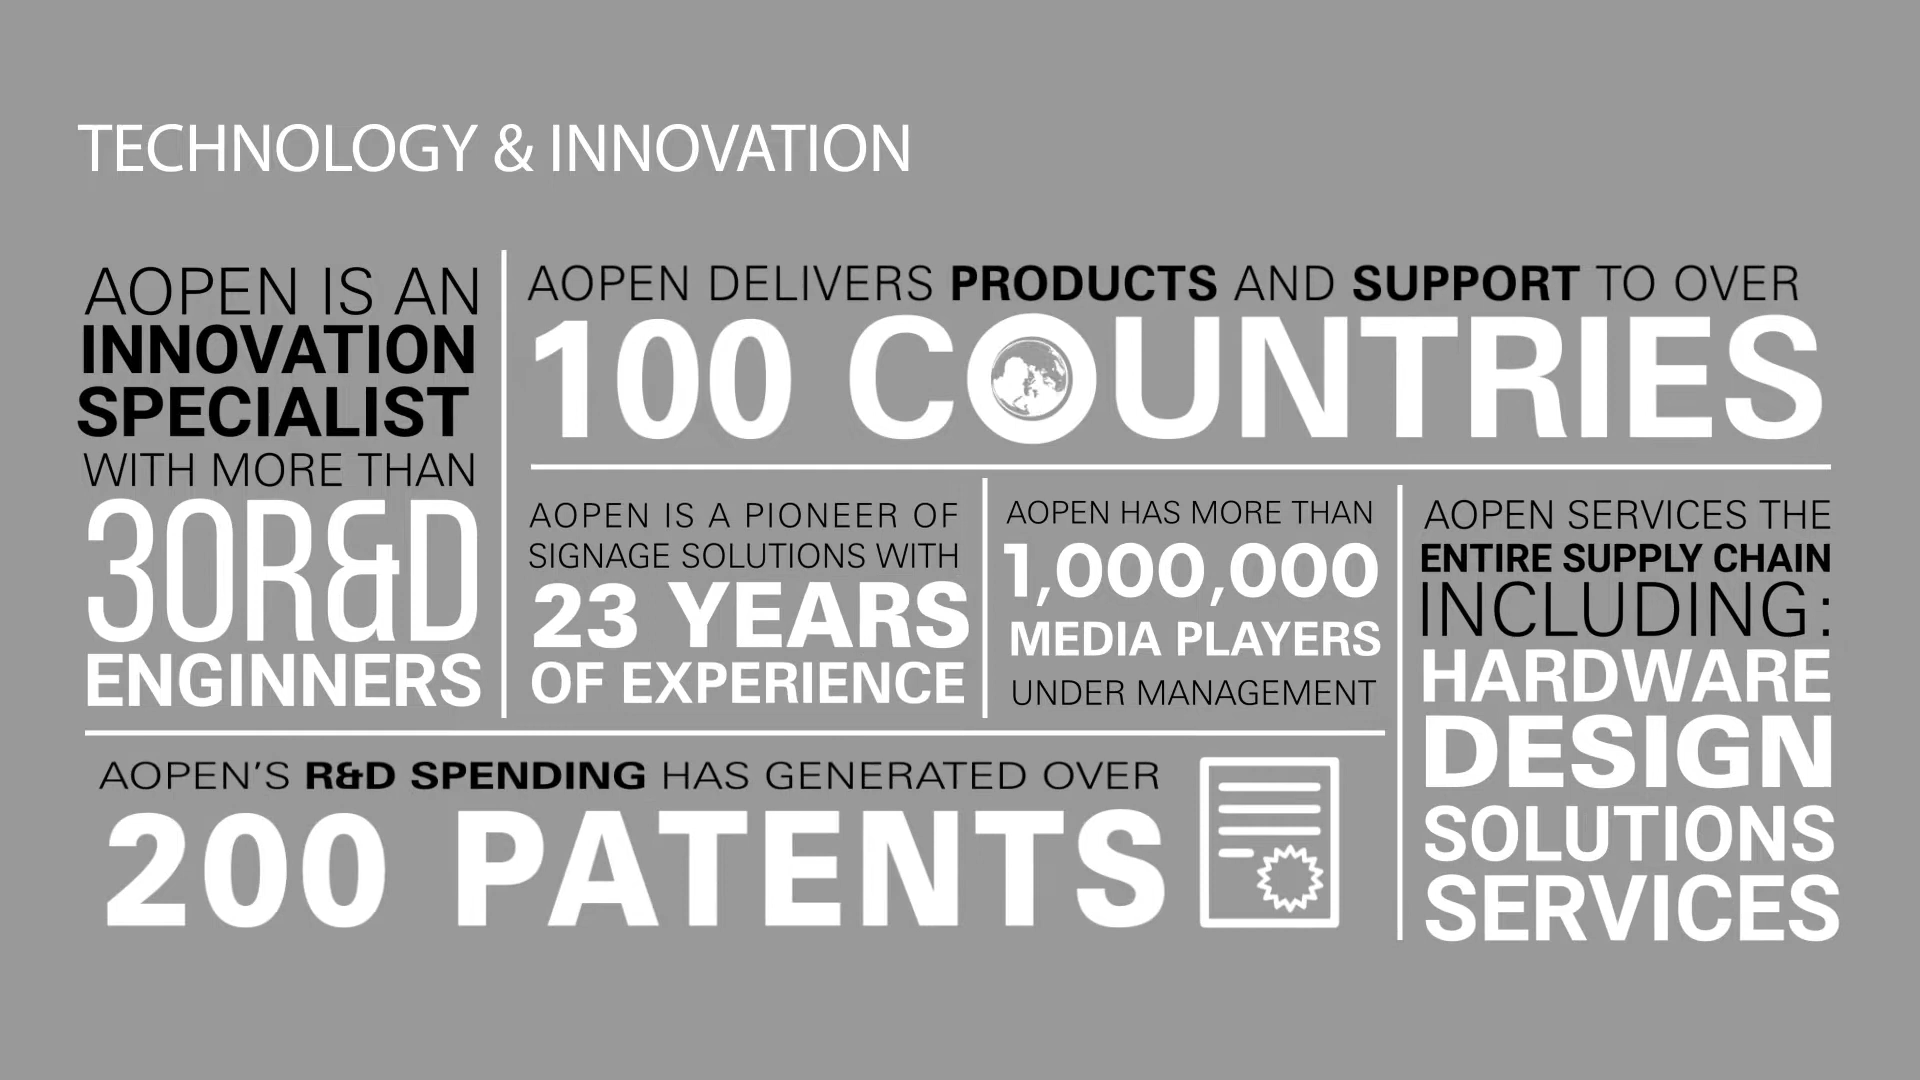 TECHNOLOGY & INNOVATION
AOPEN IS AN
INNOVATION
SPECIALIST
WITH MORE THAN
30R&D
ENGINNERS
AOPEN DELIVERS PRODUCTS AND SUPPORT TO OVER
100 COUNTRIES
AOPEN IS A PIONEER OF
SIGNAGE SOLUTIONS WITH
23 YEARS
OF EXPERIENCE
AOPEN HAS MORE THAN
1,000,000
MEDIA PLAYERS
UNDER MANAGEMENT
AOPEN SERVICES THE
ENTIRE SUPPLY CHAIN
INCLUDING:
HARDWARE
DESIGN
SOLUTIONS
SERVICES
AOPEN'S R&D SPENDING HAS GENERATED OVER
200 PATENTS